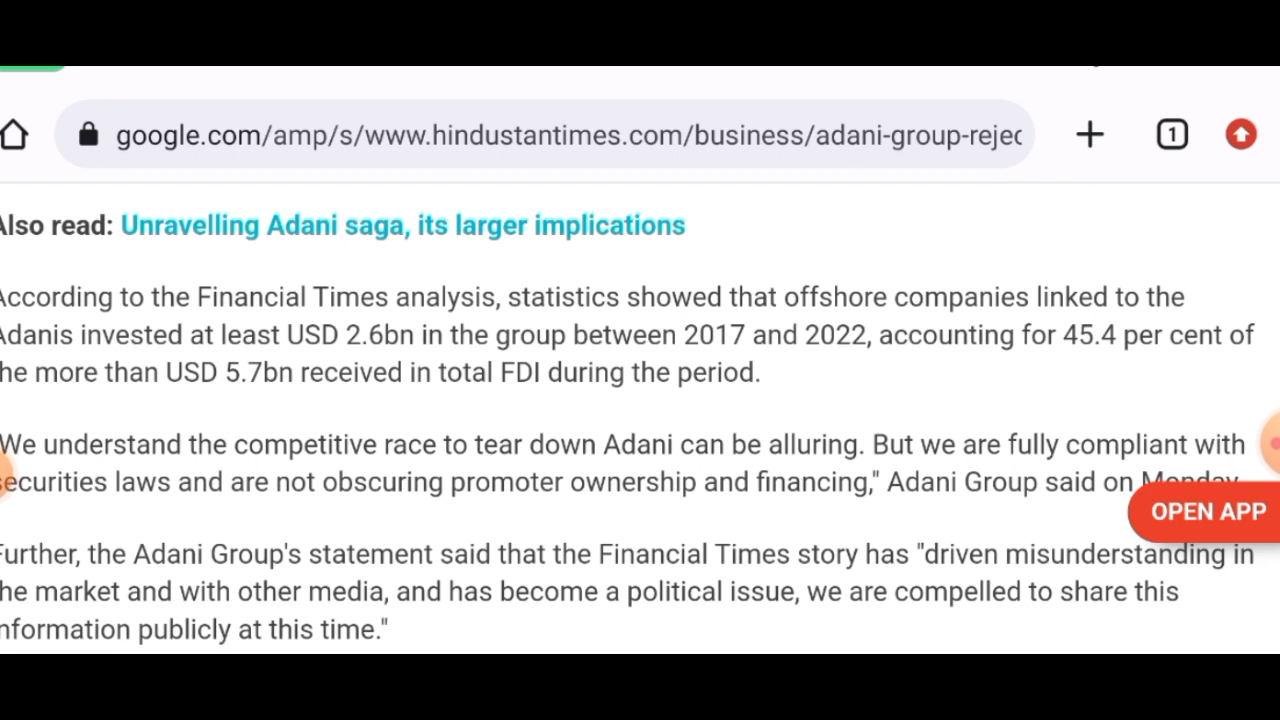 google.com/amp/s/www.hindustantimes.com/business/adani-group-rejec
1
Also read: Unravelling Adani saga, its larger implications
According to the Financial Times analysis, statistics showed that offshore companies linked to the
Adanis invested at least USD 2.6bn in the group between 2017 and 2022, accounting for 45.4 per cent of
the more than USD 5.7bn received in total FDI during the period.
"We understand the competitive race to tear down Adani can be alluring. But we are fully compliant with
securities laws and are not obscuring promoter ownership and financing," Adani Group said on Monday.
OPEN APP
Further, the Adani Group's statement said that the Financial Times story has "driven misunderstanding in
the market and with other media, and has become a political issue, we are compelled to share this
information publicly at this time."